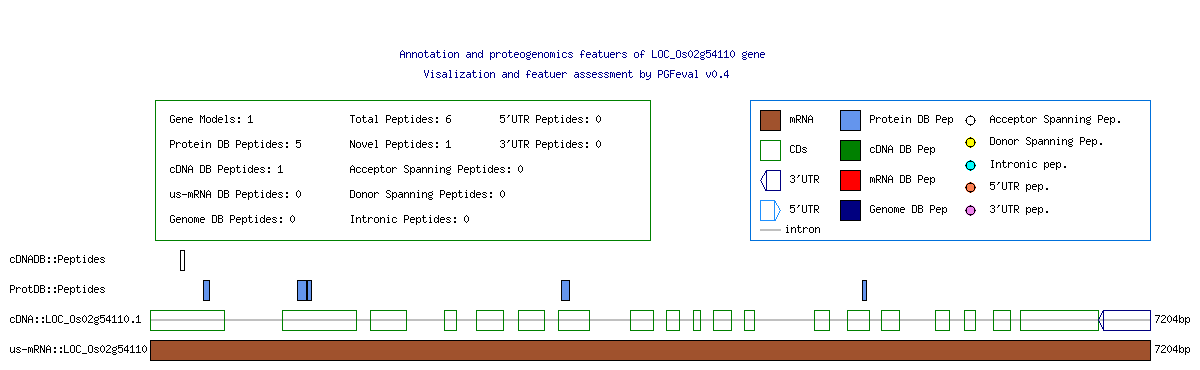 Annotation and proteogenomics featuers of LOC_Os02g54110 gene
Visalization and featuer assessment by PGFeval v0.4
Gene Models: 1 Total Peptides: 6 5'UTR Peptides: 0
Protein DB Peptides: 5 Novel Peptides: 1 3'UTR Peptides: 0
cDNA DB Peptides: 1 Acceptor Spanning Peptides: 0
us-mRNA DB Peptides: 0 Donor Spanning Peptides: 0
Genome DB Peptides: 0 Intronic Peptides: 0
mRNA Protein DB Pep Acceptor Spanning Pep.
CDs cDNA DB Pep Donor Spanning Pep.
3'UTR mRNA DB Pep Intronic pep.
5'UTR Genome DB Pep 5'UTR pep.
intron 3'UTR pep.
cDNADB::Peptides
ProtDB::Peptides
cDNA::LOC_Os02g54110.1 7204bp
us-mRNA::LOC_Os02g54110 7204bp